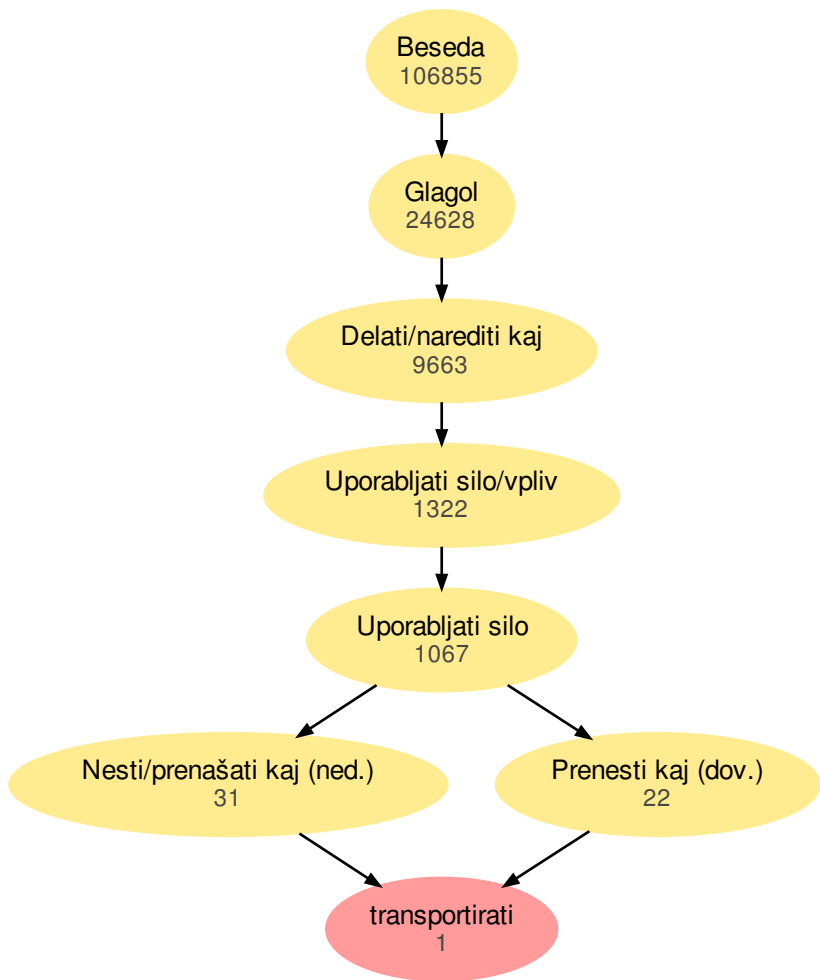 Beseda
106855
Glagol
24628
Delati/narediti kaj
9663
Uporabljati silo/vpliv
1322
Uporabljati silo
1067
Nesti/prenašati kaj (ned.)
31
Prenesti kaj (dov.)
22
transportirati
1